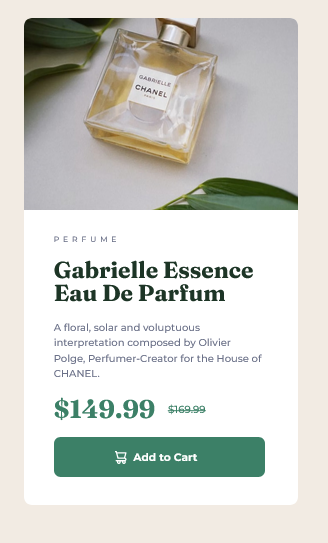 GABRIELLE
CHANEL
PARIS
PERFUME
Gabrielle Essence
Eau De Parfum
A floral, solar and voluptuous
interpretation composed by Olivier
Polge, Perfumer-Creator for the House of
CHANEL.
$149.99 $169.99
Add to Cart